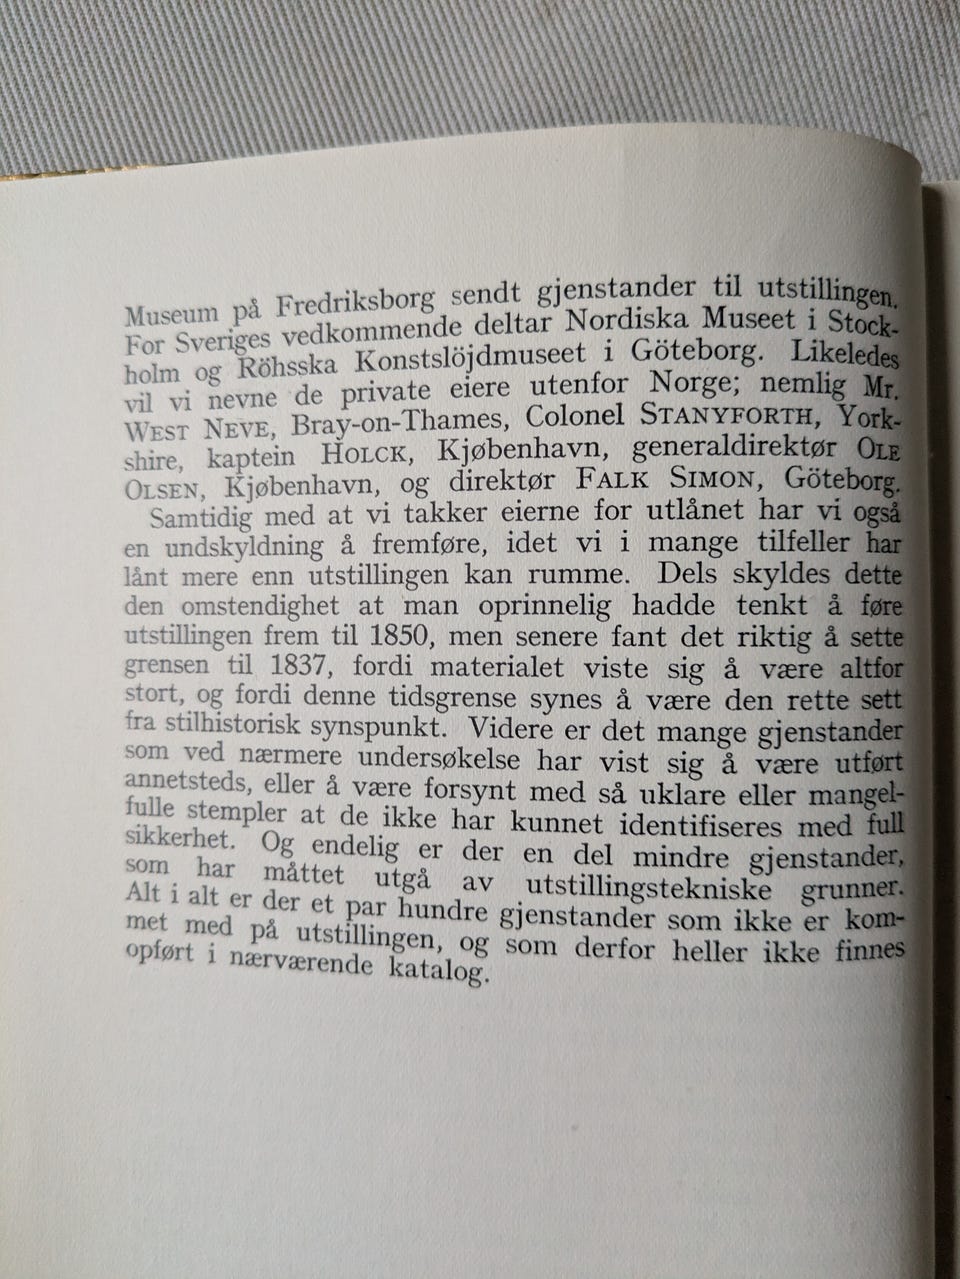 Museum på Fredriksborg sendt gjenstander til utstillingen.
For Sveriges vedkommende deltar Nordiska Museet i Stock-
holm og Röhsska Konstslöjdmuseet i Göteborg. Likeledes
vil vi nevne de private eiere utenfor Norge; nemlig Mr.
WEST NEVE, Bray-on-Thames, Colonel STANYFORTH, York-
shire, kaptein HOLCK, Kjøbenhavn, generaldirektør OLE
OLSEN, Kjøbenhavn, og direktør FALK SIMON, Göteborg.
Samtidig med at vi takker eierne for utlånet har vi også
en undskyldning å fremføre, idet vi i mange tilfeller har
lånt mere enn utstillingen kan rumme. Dels skyldes dette
den omstendighet at man oprinnelig hadde tenkt å føre
utstillingen frem til 1850, men senere fant det riktig å sette
grensen til 1837, fordi materialet viste sig å være altfor
stort, og fordi denne tidsgrense synes å være den rette sett
fra stilhistorisk synspunkt. Videre er det mange gjenstander
som ved nærmere undersøkelse har vist sig å være utført
annetsteds, eller å være forsynt med så uklare eller mangel-
fulle stempler at de ikke har kunnet identifiseres med full
sikkerhet. Og endelig er der en del mindre gjenstander,
som har måttet utgå av utstillingstekniske grunner.
Alt i alt er der et par hundre gjenstander som ikke er kom-
met med på utstillingen, og som derfor heller ikke finnes
opført i nærværende katalog.